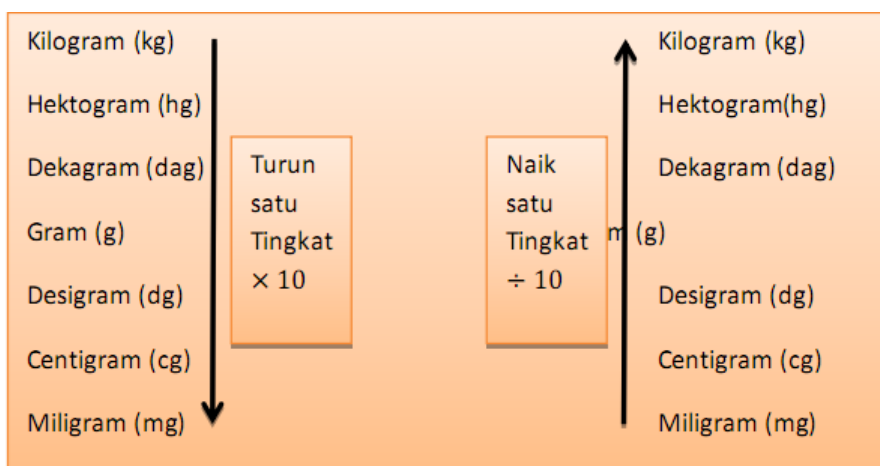 Kilogram (kg)
Hektogram (hg)
Dekagram (dag)
Gram (g)
Desigram (dg)
Centigram (cg)
Miligram (mg)
Turun
satu
Tingkat
× 10
Naik
satu
Tingkat
÷ 10
Kilogram (kg)
Hektogram(hg)
Dekagram (dag)
m (g)
Desigram (dg)
Centigram (cg)
Miligram (mg)